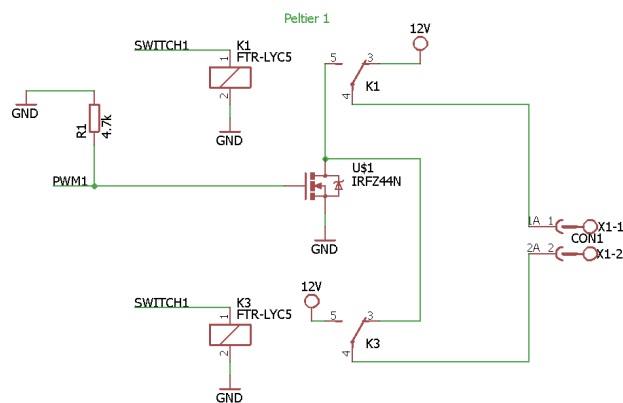 Peltier 1
SWITCH1
K1
FTR-LYC5
1
2
GND
12V
5
3
4
K1
GND
R1
4.7k
PWM1
U$1
IRFZ44N
GND
1A 1
X1-1
CON1
2A 2
X1-2
SWITCH1
K3
FTR-LYC5
1
2
GND
12V
5
3
4
K3